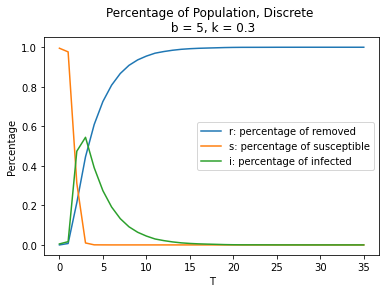 Percentage of Population, Discrete
b = 5, k = 0.3
Percentage
1.0
0.8
0.6
0.4
0.2
0.0
r: percentage of removed
s: percentage of susceptible
i: percentage of infected
0 5 10 15 20 25 30 35
T